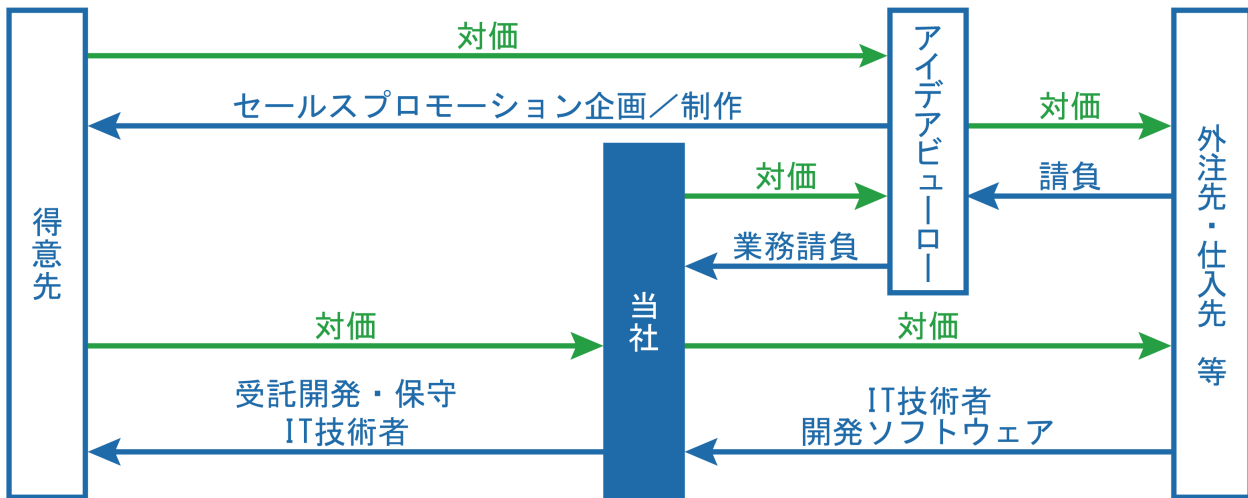 対価
セールスプロモーション企画／制作
アイデアビューロー
対価
対価
請負
業務請負
得意先
当社
外注先・仕入先 等
対価
対価
受託開発・保守
IT技術者
IT技術者
開発ソフトウェア